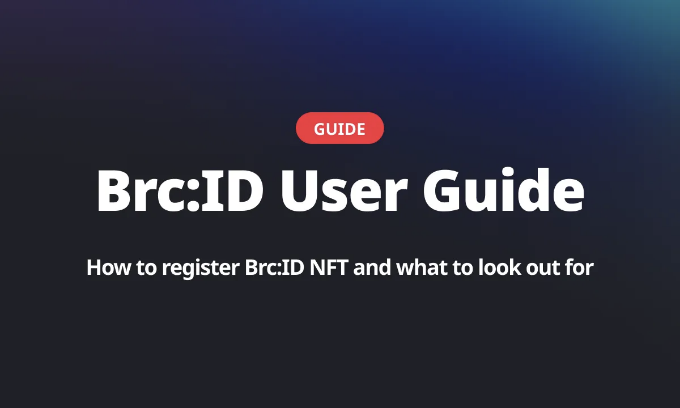 GUIDE
Brc:ID User Guide
How to register Brc:ID NFT and what to look out for